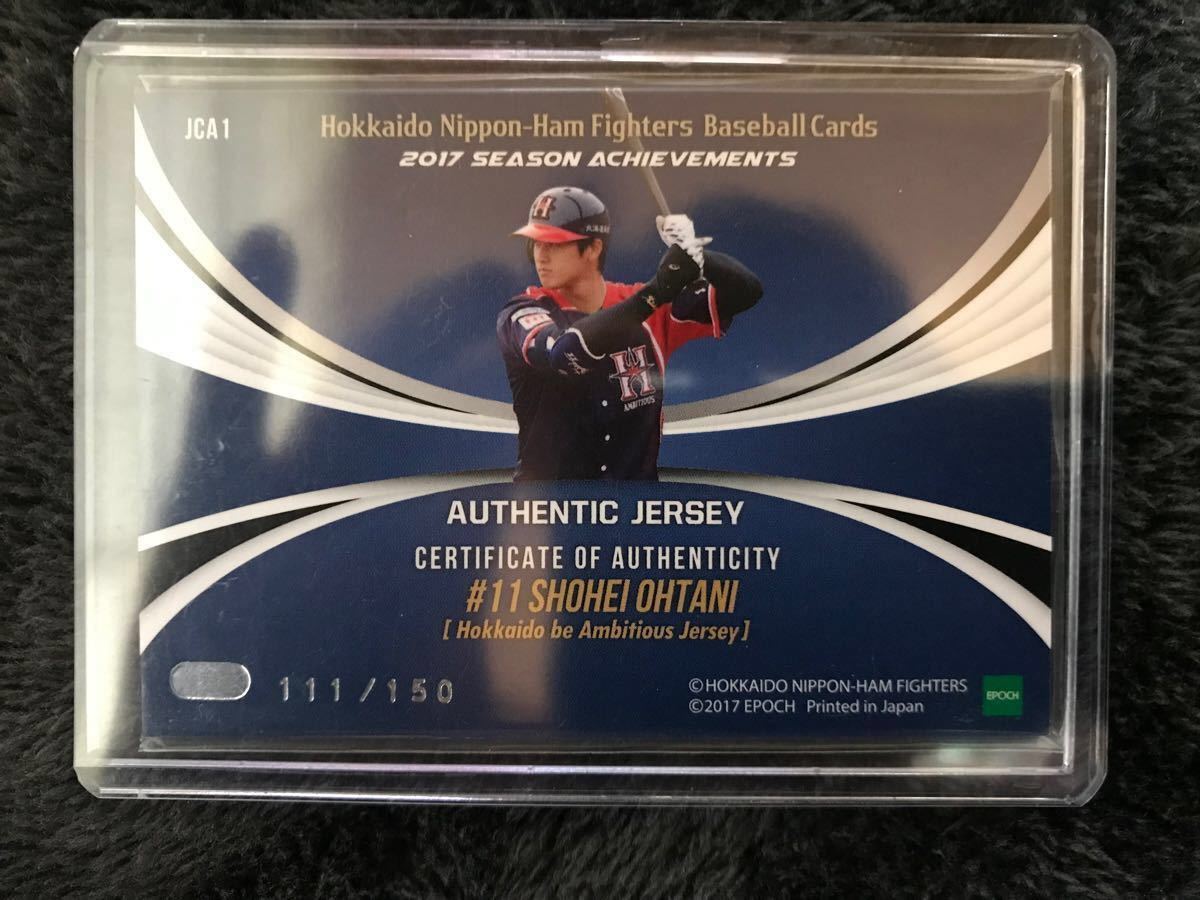 JCA1
Hokkaido Nippon-Ham Fighters Baseball Cards
2017 SEASON ACHIEVEMENTS
H
H
AMBITIOUS
AUTHENTIC JERSEY
CERTIFICATE OF AUTHENTICITY
#11 SHOHEI OHTANI
[ Hokkaido be Ambitious Jersey ]
111/150
©HOKKAIDO NIPPON-HAM FIGHTERS
©2017 EPOCH Printed in Japan
EPOCH